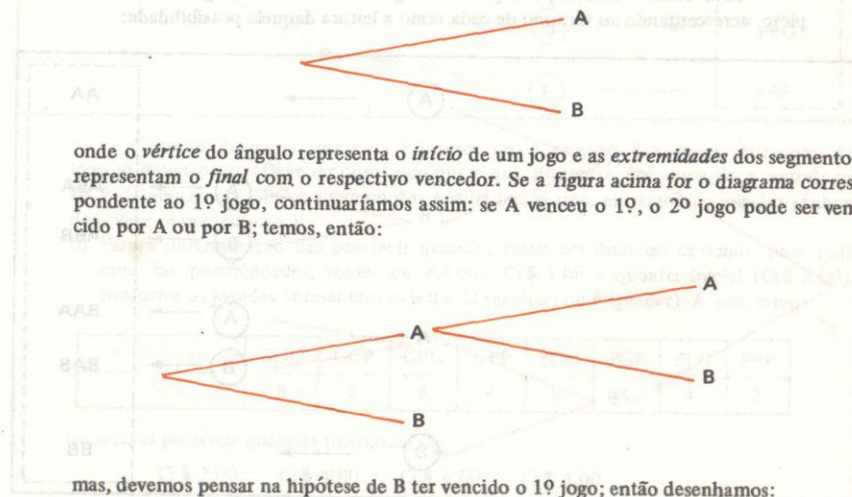 A
B
onde o vértice do ângulo representa o início de um jogo e as extremidades dos segmento
representam o final com o respectivo vencedor. Se a figura acima for o diagrama corres
pondente ao 1º jogo, continuaríamos assim: se A venceu o 1º, o 2º jogo pode ser ven
cido por A ou por B; temos, então:
A
A
B
B
mas, devemos pensar na hipótese de B ter vencido o 1º jogo; então desenhamos: